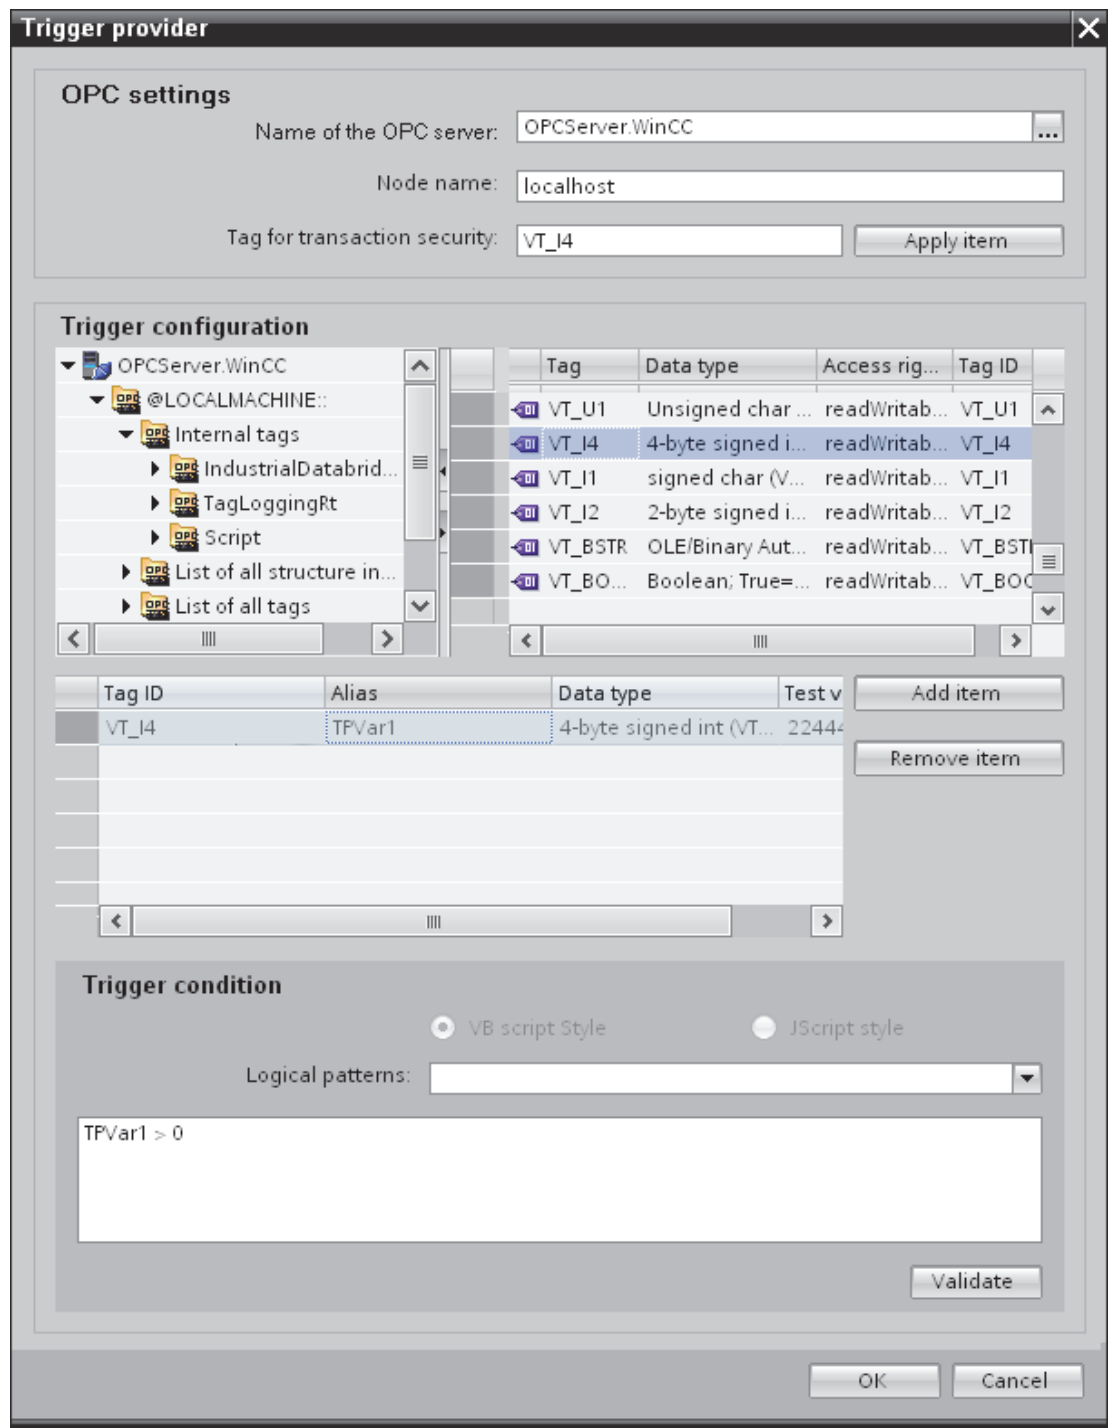 Trigger provider
OPC settings
Name of the OPC server: OPCServer.WinCC ...
Node name: localhost
Tag for transaction security: VT_I4 Apply item
Trigger configuration
OPCServer.WinCC
@LOCALMACHINE::
Internal tags
IndustrialDatabrid...
TagLoggingRt
Script
List of all structure in...
List of all tags
Tag Data type Access rig... Tag ID
VT_U1 Unsigned char ... readWritab... VT_U1
VT_I4 4-byte signed i... readWritab... VT_I4
VT_I1 signed char (V... readWritab... VT_I1
VT_I2 2-byte signed i... readWritab... VT_I2
VT_BSTR OLE/Binary Aut... readWritab... VT_BST
VT_BO... Boolean; True=... readWritab... VT_BOO
Tag ID Alias Data type Test v
VT_I4 TPVar1 4-byte signed int (VT... 22444
Add item
Remove item
Trigger condition
VB script Style JScript style
Logical patterns:
TPVar1 > 0
Validate
OK Cancel